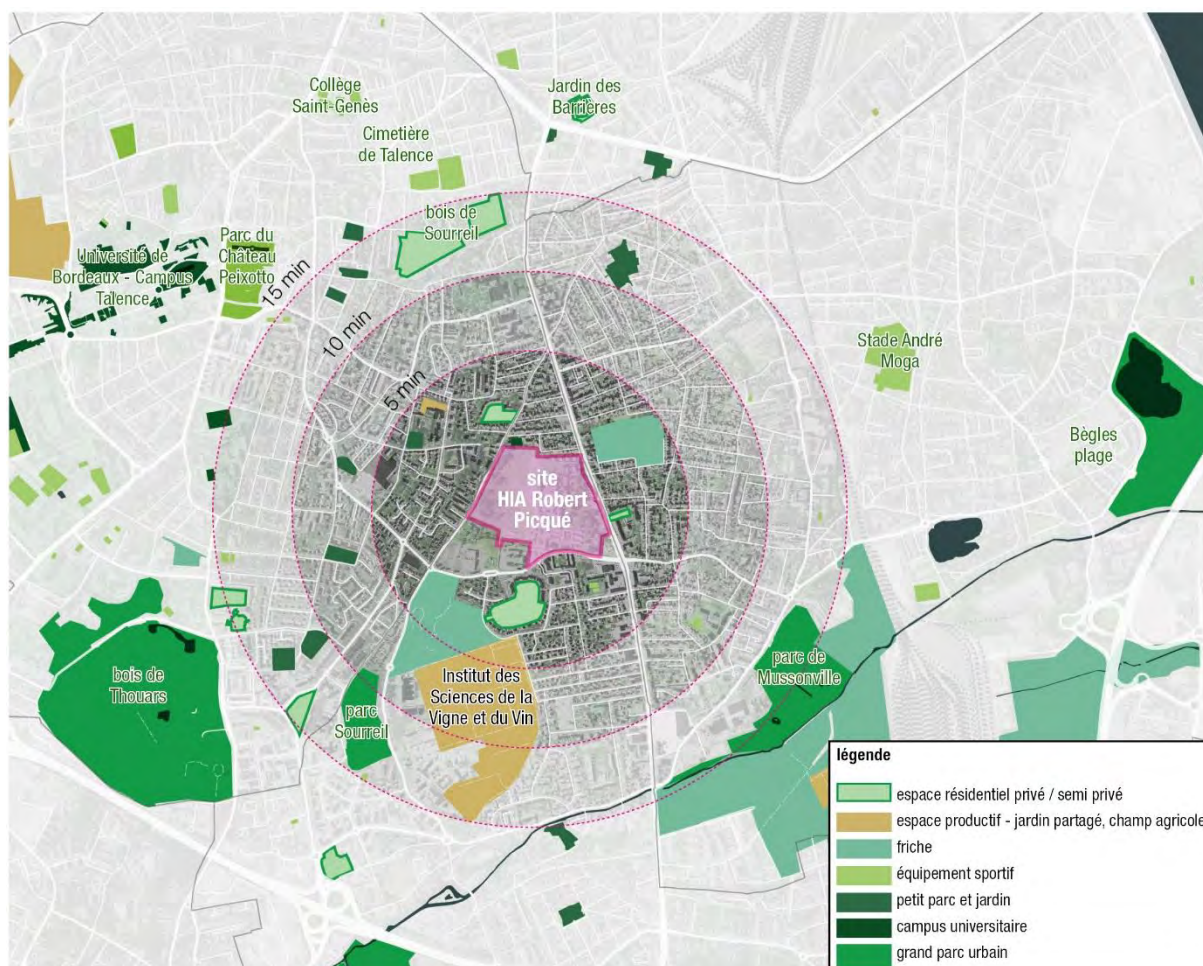 Collège
Saint-Genès
Jardin des
Barrières
Cimetière
de Talence
bois de
Sourreil
Université de
Bordeaux - Campus
Talence
Parc du
Château
Peixotto
15 min
10 min
5 min
Stade André
Moga
Bègles
plage
site
HIA Robert
Picqué
bois de
Thouars
parc
Sourreil
Institut des
Sciences de la
Vigne et du Vin
parc de
Mussonville
légende
espace résidentiel privé / semi privé
espace productif - jardin partagé, champ agricole
friche
équipement sportif
petit parc et jardin
campus universitaire
grand parc urbain